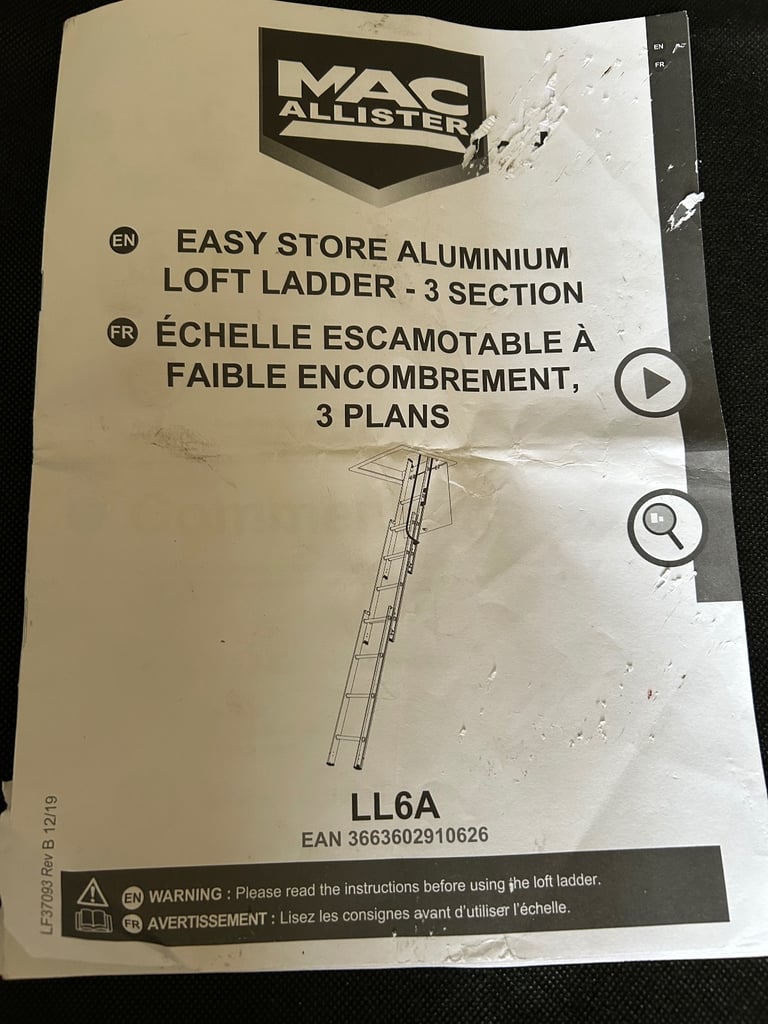 MAC
ALLISTER
EN
FR
EN EASY STORE ALUMINIUM
LOFT LADDER - 3 SECTION
FR ÉCHELLE ESCAMOTABLE À
FAIBLE ENCOMBREMENT,
3 PLANS
LL6A
EAN 3663602910626
LF37093 Rev B 12/19
EN WARNING : Please read the instructions before using the loft ladder.
FR AVERTISSEMENT : Lisez les consignes avant d'utiliser l'échelle.